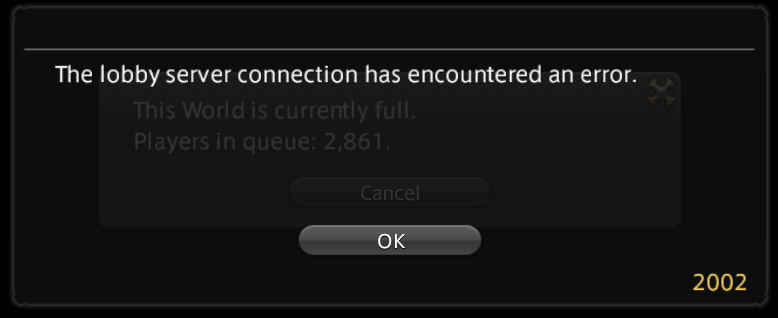 The lobby server connection has encountered an error.
This World is currently full.
Players in queue: 2,861.
Cancel
OK
2002